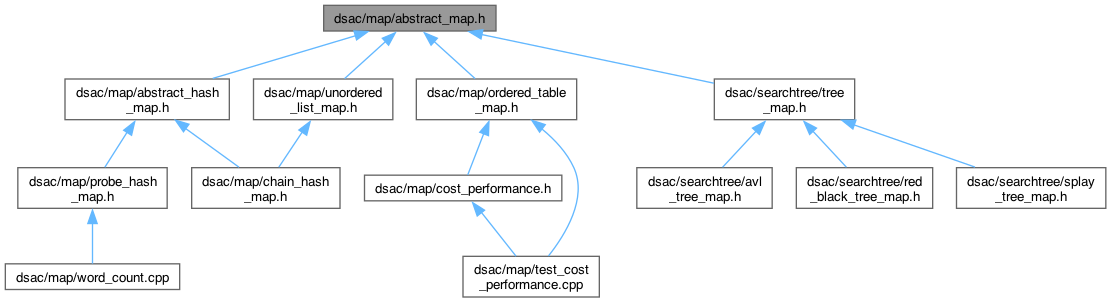 dsac/map/abstract_map.h
dsac/map/abstract_hash
_map.h
dsac/map/unordered
_list_map.h
dsac/map/ordered_table
_map.h
dsac/searchtree/tree
_map.h
dsac/map/probe_hash
_map.h
dsac/map/chain_hash
_map.h
dsac/map/cost_performance.h
dsac/searchtree/avl
_tree_map.h
dsac/searchtree/red
_black_tree_map.h
dsac/searchtree/splay
_tree_map.h
dsac/map/word_count.cpp
dsac/map/test_cost
_performance.cpp